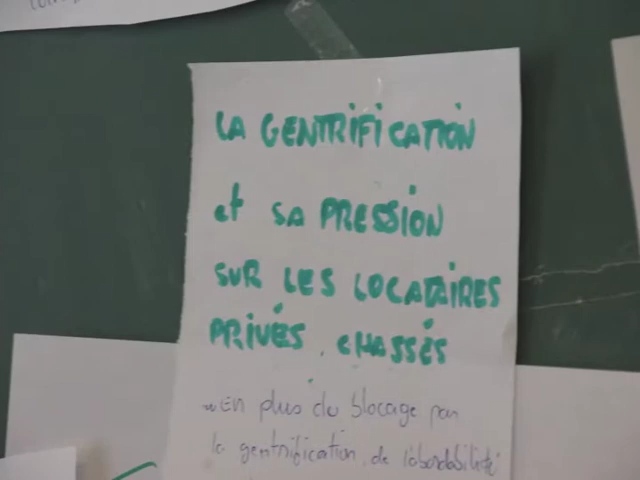 LA GENTRIFICATION
et SA PRESSION
SUR LES LOCATAIRES
PRIVÉS. CHASSÉS
EN plus du blocage par
la gentrification, de l'abordabilité